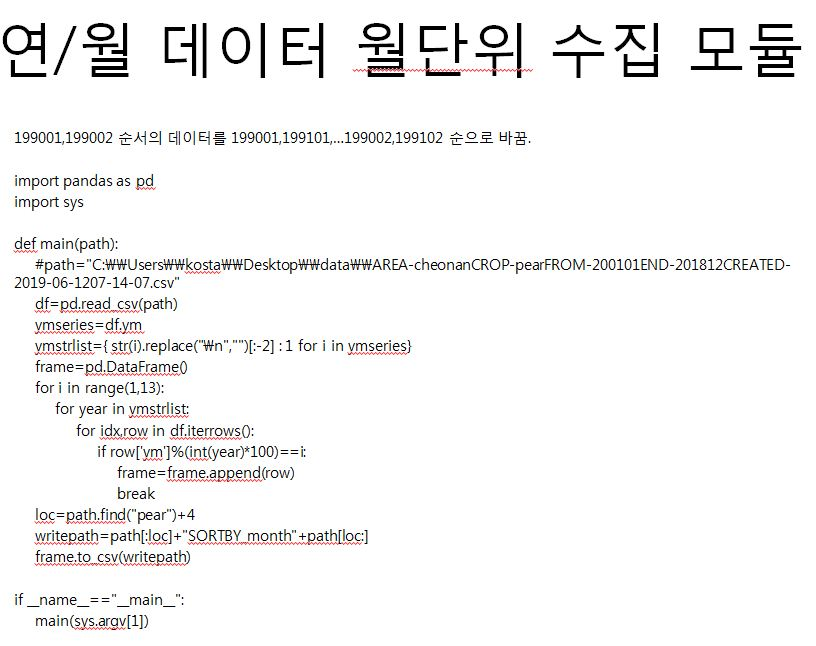 연/월 데이터 월단위 수집 모듈
199001,199002 순서의 데이터를 199001,199101,...199002,199102 순으로 바꿈.
import pandas as pd
import sys
def main(path):
#path="C:₩₩Users₩₩kosta₩₩Desktop₩₩data₩₩AREA-cheonanCROP-pearFROM-200101END-201812CREATED-
2019-06-1207-14-07.csv"
df=pd.read_csv(path)
ymseries=df.ym
ymstrlist={ str(i).replace("₩n","")[:-2] : 1 for i in ymseries}
frame=pd.DataFrame()
for i in range(1,13):
for year in ymstrlist:
for idx,row in df.iterrows():
if row['ym']%(int(year)*100)==i:
frame=frame.append(row)
break
loc=path.find("pear")+4
writepath=path[:loc]+"SORTBY_month"+path[loc:]
frame.to_csv(writepath)
if __name__=="__main__":
main(sys.argv[1])